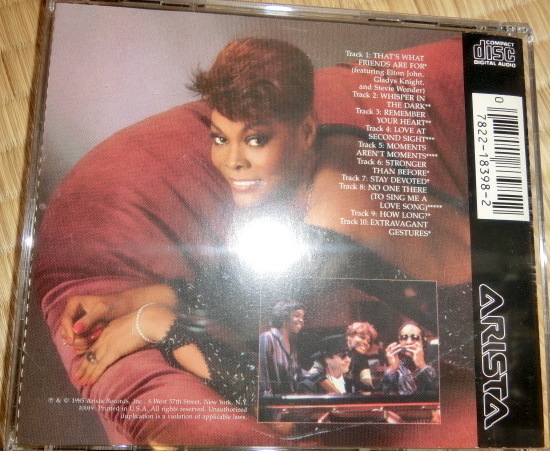 Track 1: THAT'S WHAT
FRIENDS ARE FOR*
(featuring Elton John,
Gladys Knight,
and Stevie Wonder)
Track 2: WHISPER IN
THE DARK**
Track 3: REMEMBER
YOUR HEART**
Track 4: LOVE AT
SECOND SIGHT***
Track 5: MOMENTS
AREN'T MOMENTS****
Track 6: STRONGER
THAN BEFORE*
Track 7: STAY DEVOTED*
Track 8: NO ONE THERE
(TO SING ME A
LOVE SONG)*****
Track 9: HOW LONG?*
Track 10: EXTRAVAGANT
GESTURES*
COMPACT
disc
DIGITAL AUDIO
0
7822-18398-2
ARISTA
℗ & © 1985 Arista Records, Inc., 6 West 57th Street, New York, N.Y.
10019. Printed in U.S.A. All rights reserved. Unauthorized
duplication is a violation of applicable laws.